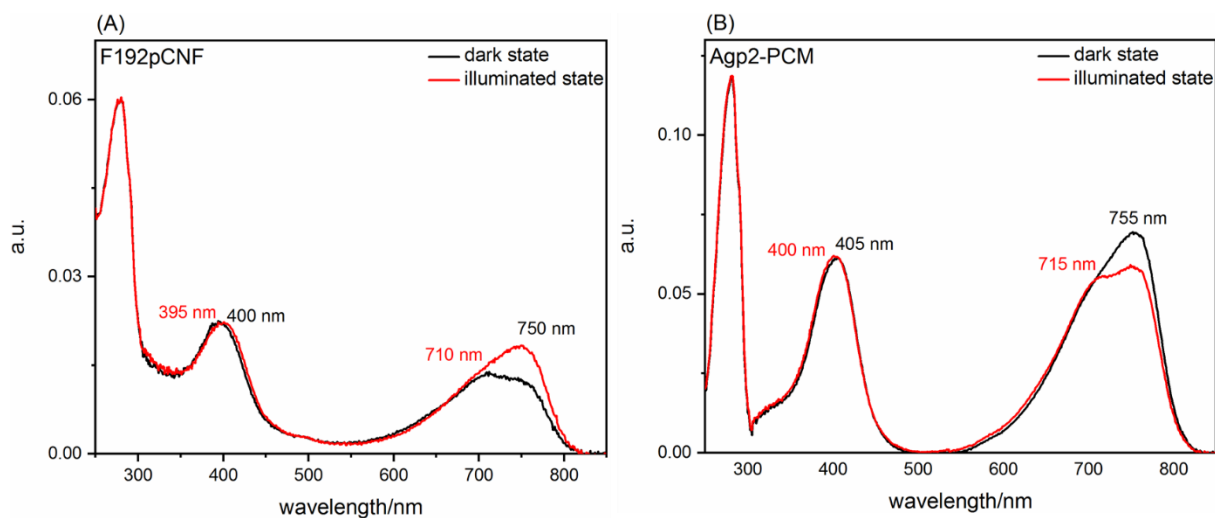 (A)
F192pCNF
dark state
illuminated state
0.06
0.03
0.00
a.u.
395 nm
400 nm
710 nm
750 nm
300
400
500
600
700
800
wavelength/nm
(B)
Agp2-PCM
dark state
illuminated state
0.10
0.05
0.00
a.u.
400 nm
405 nm
715 nm
755 nm
300
400
500
600
700
800
wavelength/nm